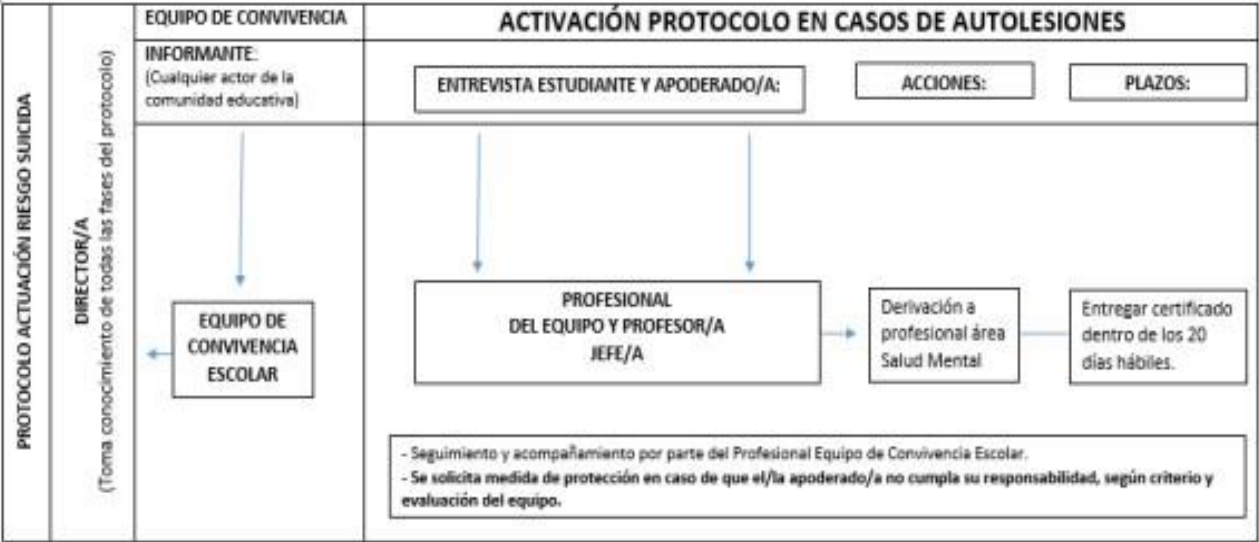 PROTOCOLO ACTUACIÓN RIESGO SUICIDA
DIRECTOR/A
(Toma conocimiento de todas las fases del protocolo)
EQUIPO DE CONVIVENCIA
INFORMANTE:
(Cualquier actor de la
comunidad educativa)
EQUIPO DE
CONVIVENCIA
ESCOLAR
ACTIVACIÓN PROTOCOLO EN CASOS DE AUTOLESIONES
ENTREVISTA ESTUDIANTE Y APODERADO/A:
ACCIONES:
PLAZOS:
PROFESIONAL
DEL EQUIPO Y PROFESOR/A
JEFE/A
Derivación a
profesional área
Salud Mental
Entregar certificado
dentro de los 20
días hábiles.
- Seguimiento y acompañamiento por parte del Profesional Equipo de Convivencia Escolar.
- Se solicita medida de protección en caso de que el/la apoderado/a no cumpla su responsabilidad, según criterio y
evaluación del equipo.